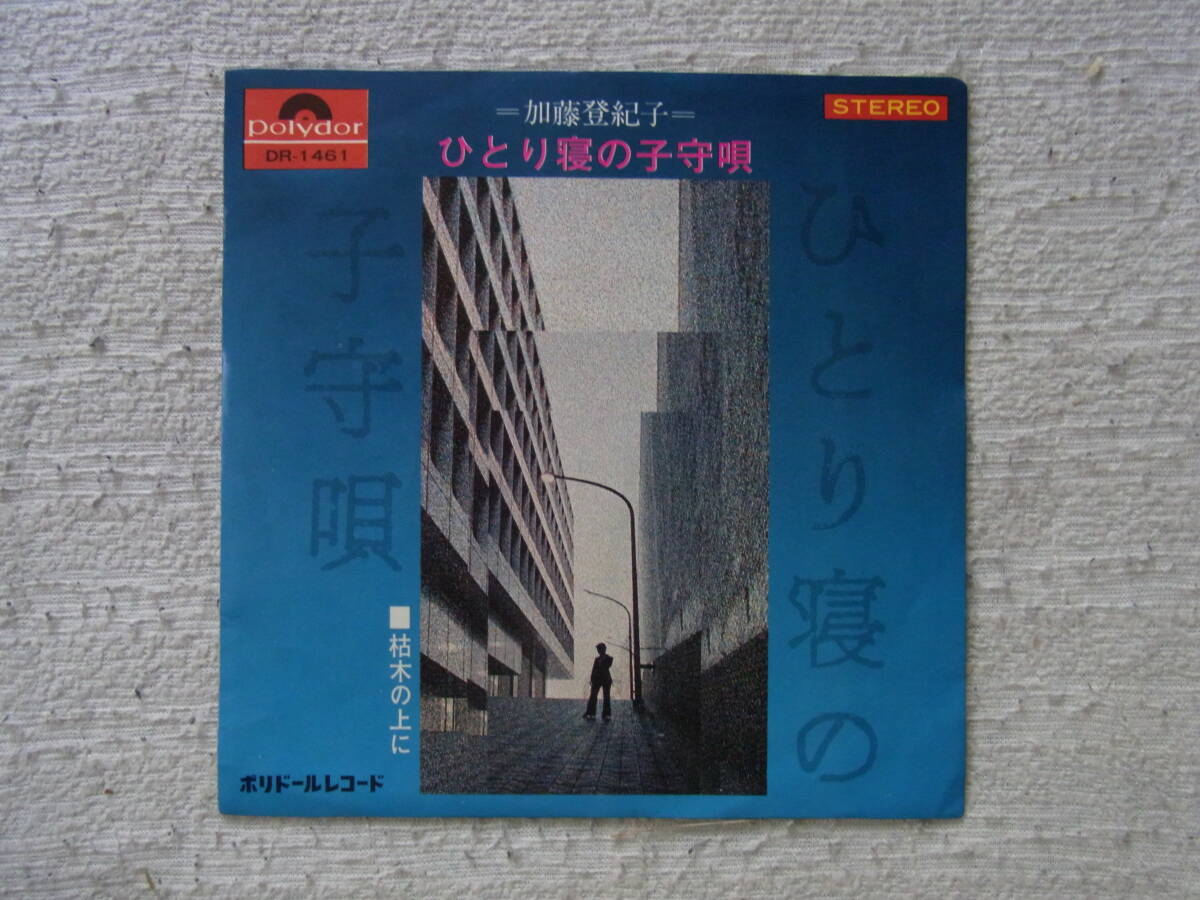 polydor
DR-1461
=加藤登紀子=
ひとり寝の子守唄
STEREO
ひとり寝の
子守唄
■枯木の上に
ポリドールレコード